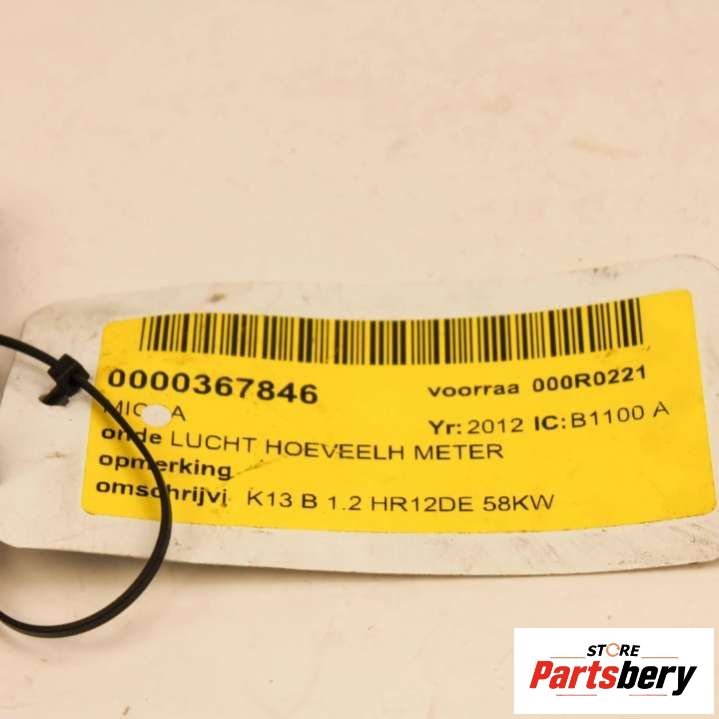 0000367846 voorraa 000R0221
Yr: 2012 IC: B1100 A
onde LUCHT HOEVEELH METER
opmerking
omschrijvi K13 B 1.2 HR12DE 58KW
STORE
Partsbery